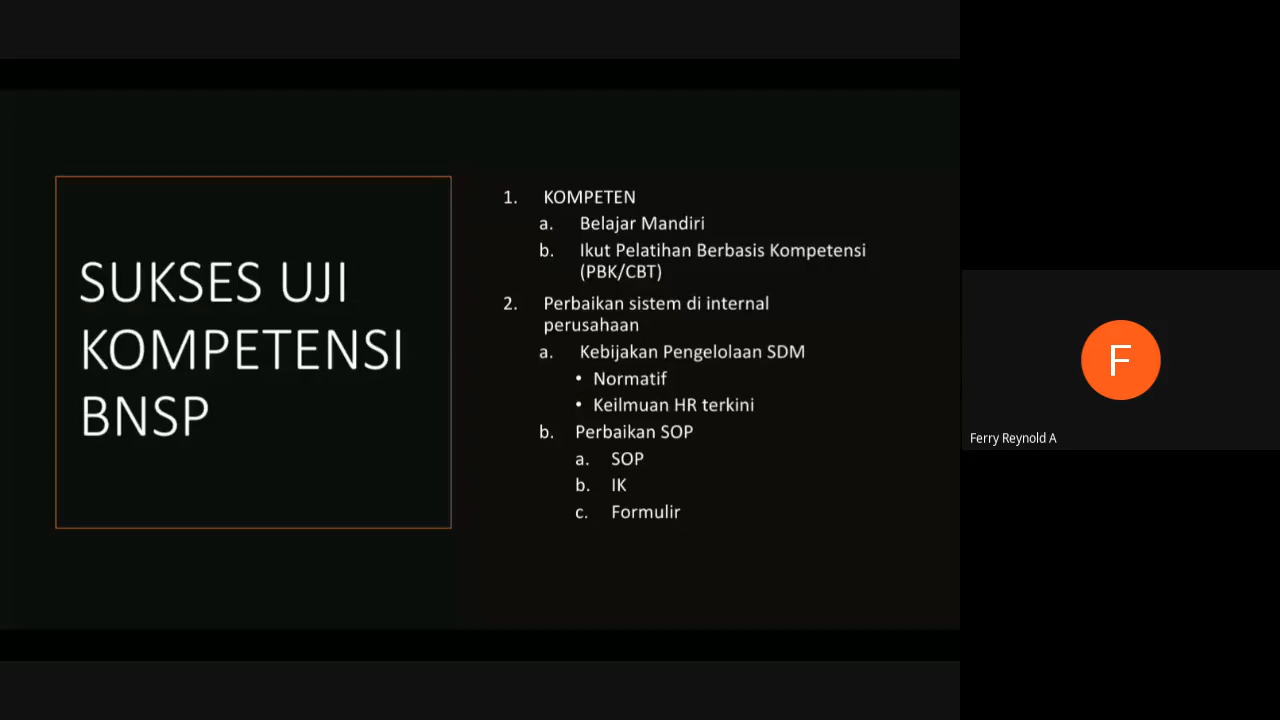 SUKSES UJI
KOMPETENSI
BNSP
1. KOMPETEN
a. Belajar Mandiri
b. Ikut Pelatihan Berbasis Kompetensi
(PBK/CBT)
2. Perbaikan sistem di internal
perusahaan
a. Kebijakan Pengelolaan SDM
• Normatif
• Keilmuan HR terkini
b. Perbaikan SOP
a. SOP
b. IK
c. Formulir
F
Ferry Reynold A